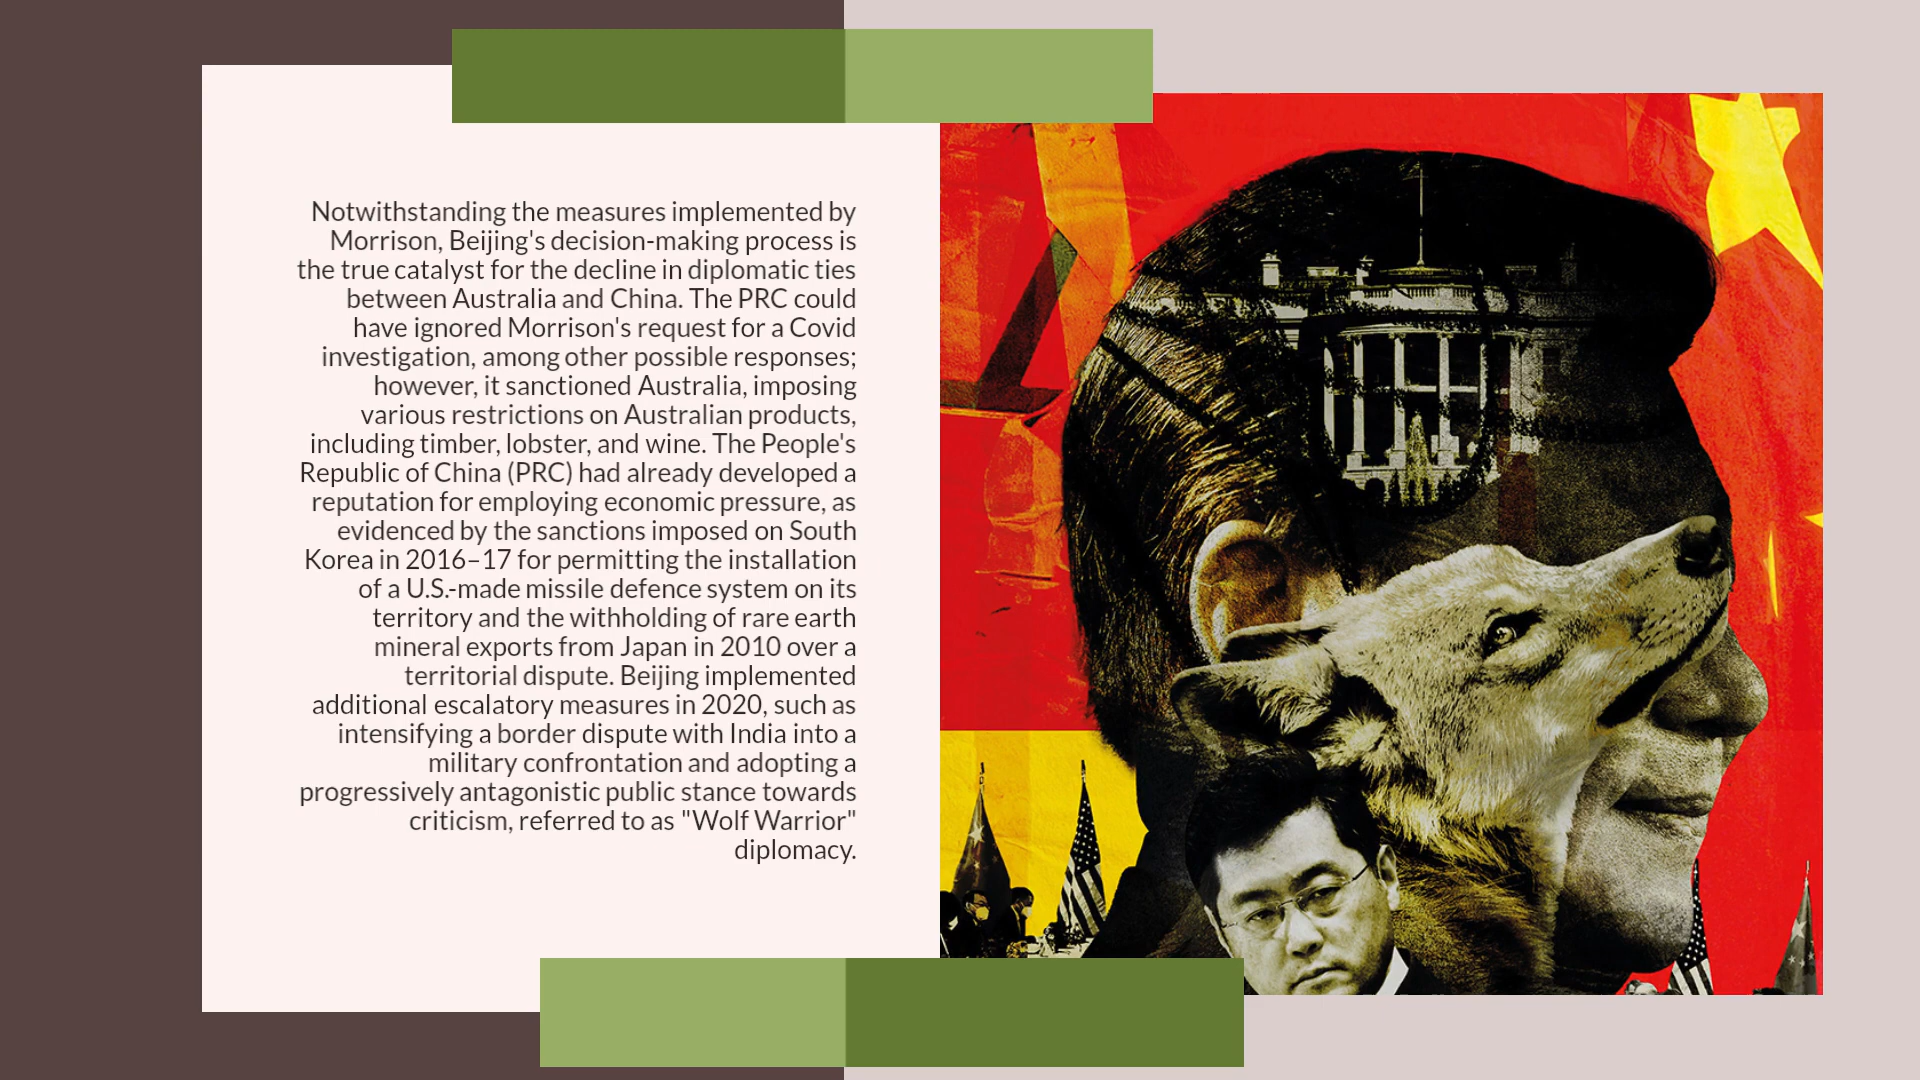 Notwithstanding the measures implemented by
Morrison, Beijing's decision-making process is
the true catalyst for the decline in diplomatic ties
between Australia and China. The PRC could
have ignored Morrison's request for a Covid
investigation, among other possible responses;
however, it sanctioned Australia, imposing
various restrictions on Australian products,
including timber, lobster, and wine. The People's
Republic of China (PRC) had already developed a
reputation for employing economic pressure, as
evidenced by the sanctions imposed on South
Korea in 2016–17 for permitting the installation
of a U.S.-made missile defence system on its
territory and the withholding of rare earth
mineral exports from Japan in 2010 over a
territorial dispute. Beijing implemented
additional escalatory measures in 2020, such as
intensifying a border dispute with India into a
military confrontation and adopting a
progressively antagonistic public stance towards
criticism, referred to as "Wolf Warrior"
diplomacy.